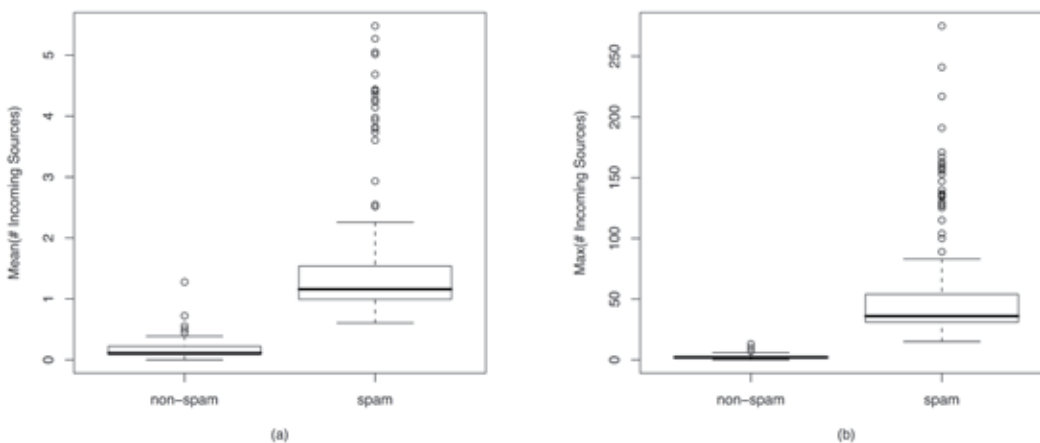 Mean(# Incoming Sources)
5
4
3
2
1
0
non-spam
spam
(a)
Max(# Incoming Sources)
250
200
150
100
50
0
non-spam
spam
(b)